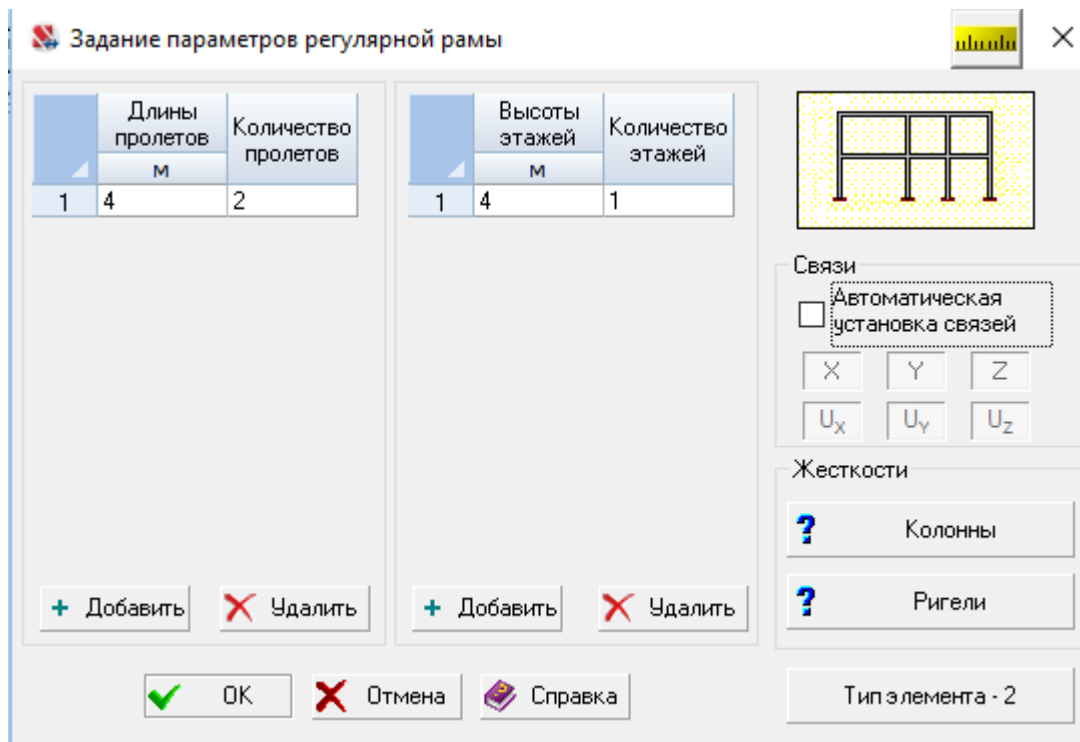 Задание параметров регулярной рамы
Длины
пролетов
м
Количество
пролетов
1 4 2
Высоты
этажей
м
Количество
этажей
1 4 1
Связи
Автоматическая
установка связей
X Y Z
UX UY UZ
Жесткости
? Колонны
? Ригели
+ Добавить Удалить
+ Добавить Удалить
OK Отмена Справка
Тип элемента - 2